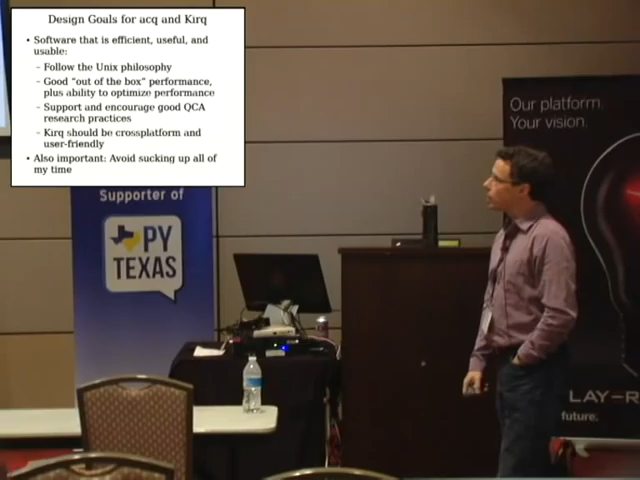 Design Goals for acq and Kirq
• Software that is efficient, useful, and
usable:
– Follow the Unix philosophy
– Good "out of the box" performance,
plus ability to optimize performance
– Support and encourage good QCA
research practices
– Kirq should be crossplatform and
user-friendly
• Also important: Avoid sucking up all of
my time
Supporter of
PY
TEXAS
Our platform.
Your vision.
LAY-R
future.